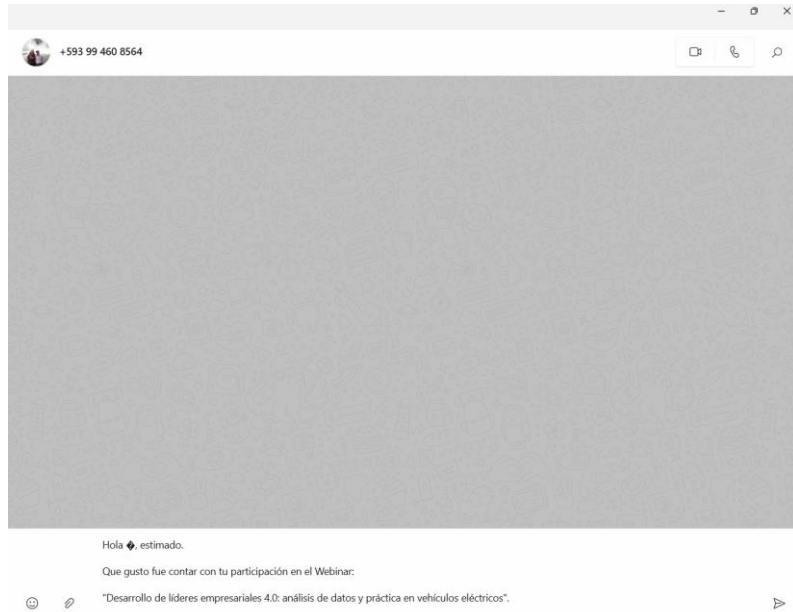 +593 99 460 8564
Hola �, estimado.
Que gusto fue contar con tu participación en el Webinar:
"Desarrollo de líderes empresariales 4.0: análisis de datos y práctica en vehículos eléctricos".